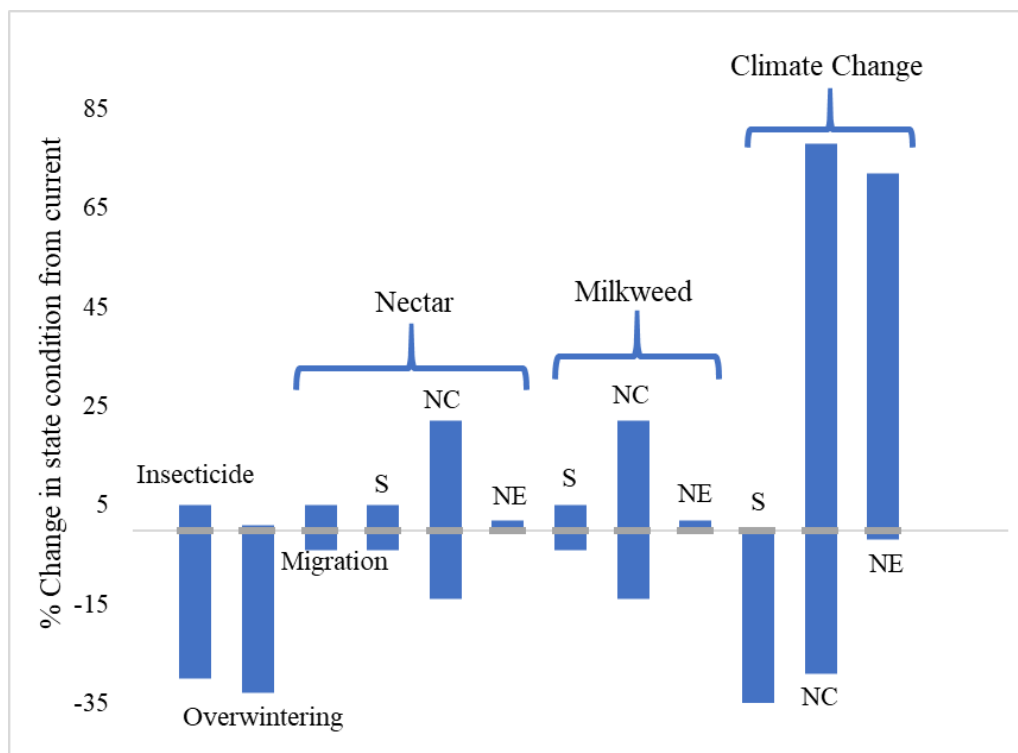 Climate Change
85
65
Nectar
Milkweed
45
NC
NC
25
Insecticide
S
NE
S
NE
S
5
Migration
NE
-15
NC
-35
Overwintering
% Change in state condition from current